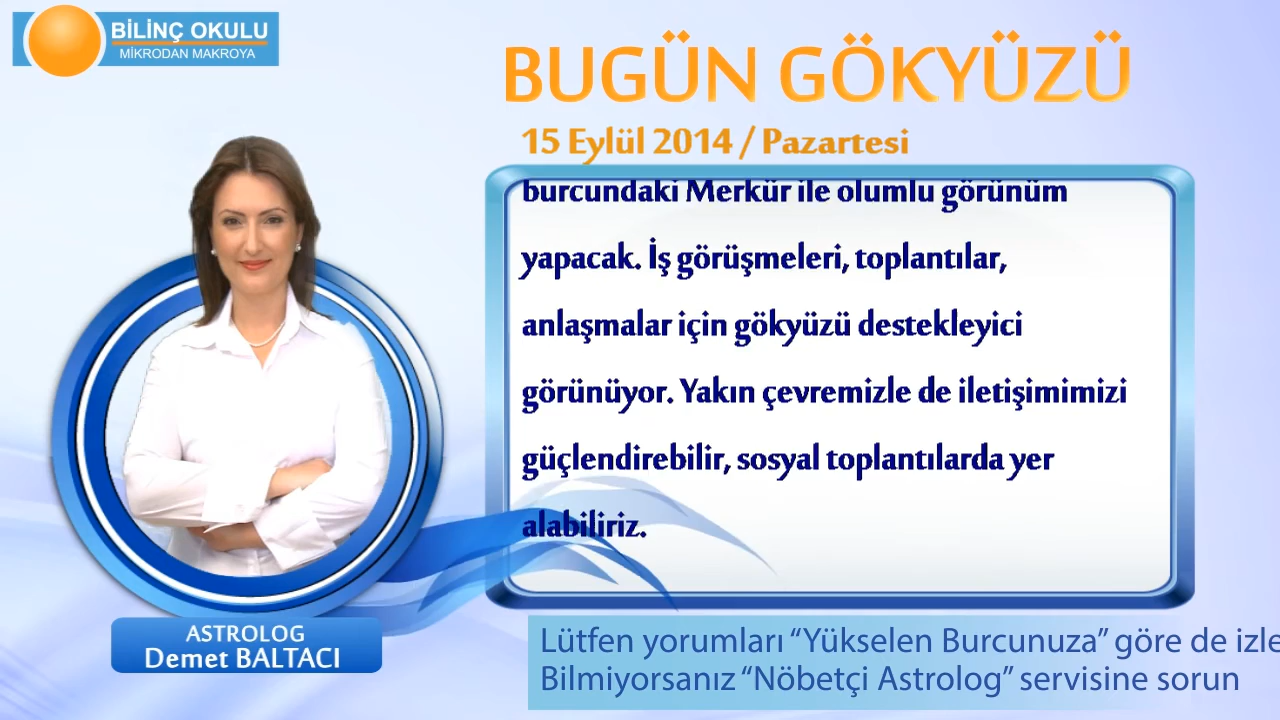 BİLİNÇ OKULU
MİKRODAN MAKROYA
BUGÜN GÖKYÜZÜ
15 Eylül 2014 / Pazartesi
burcundaki Merkür ile olumlu görünüm
yapacak. İş görüşmeleri, toplantılar,
anlaşmalar için gökyüzü destekleyici
görünüyor. Yakın çevremizle de iletişimimizi
güçlendirebilir, sosyal toplantılarda yer
alabiliriz.
ASTROLOG
Demet BALTACI
Lütfen yorumları “Yükselen Burcunuza” göre de izle
Bilmiyorsanız “Nöbetçi Astrolog” servisine sorun